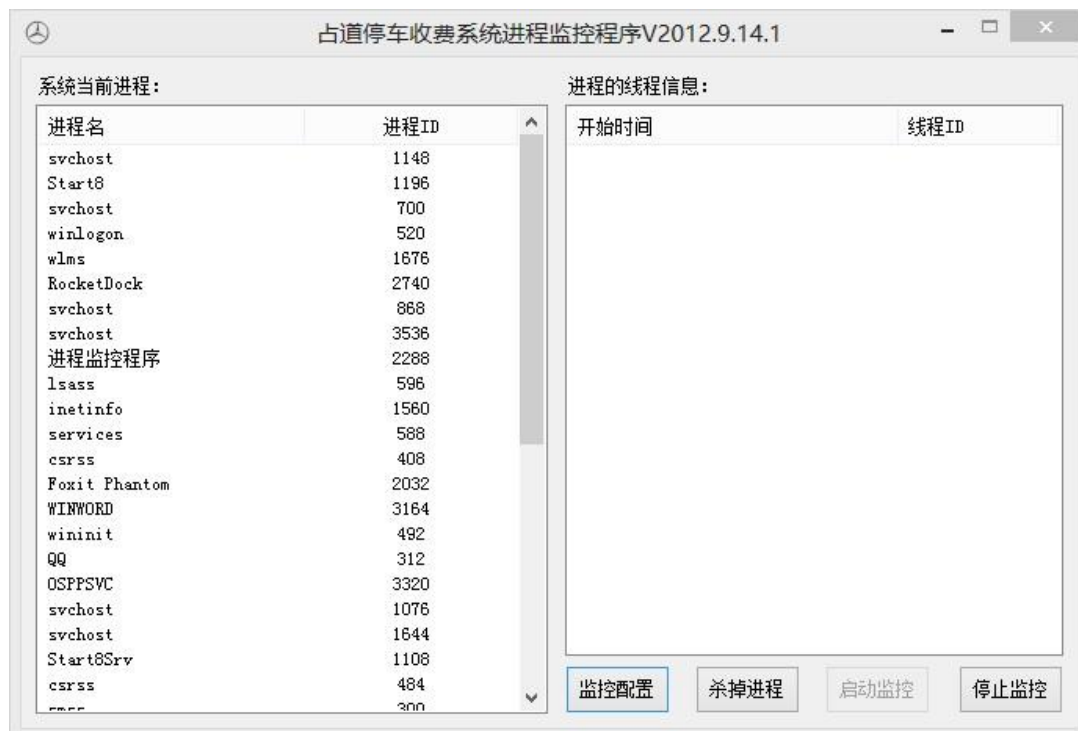 占道停车收费系统进程监控程序V2012.9.14.1
系统当前进程：
进程名 进程ID
svchost 1148
Start8 1196
svchost 700
winlogon 520
wlms 1676
RocketDock 2740
svchost 868
svchost 3536
进程监控程序 2288
lsass 596
inetinfo 1560
services 588
csrss 408
Foxit Phantom 2032
WINWORD 3164
wininit 492
QQ 312
OSPPSVC 3320
svchost 1076
svchost 1644
Start8Srv 1108
csrss 484
300
进程的线程信息：
开始时间 线程ID
监控配置 杀掉进程 启动监控 停止监控